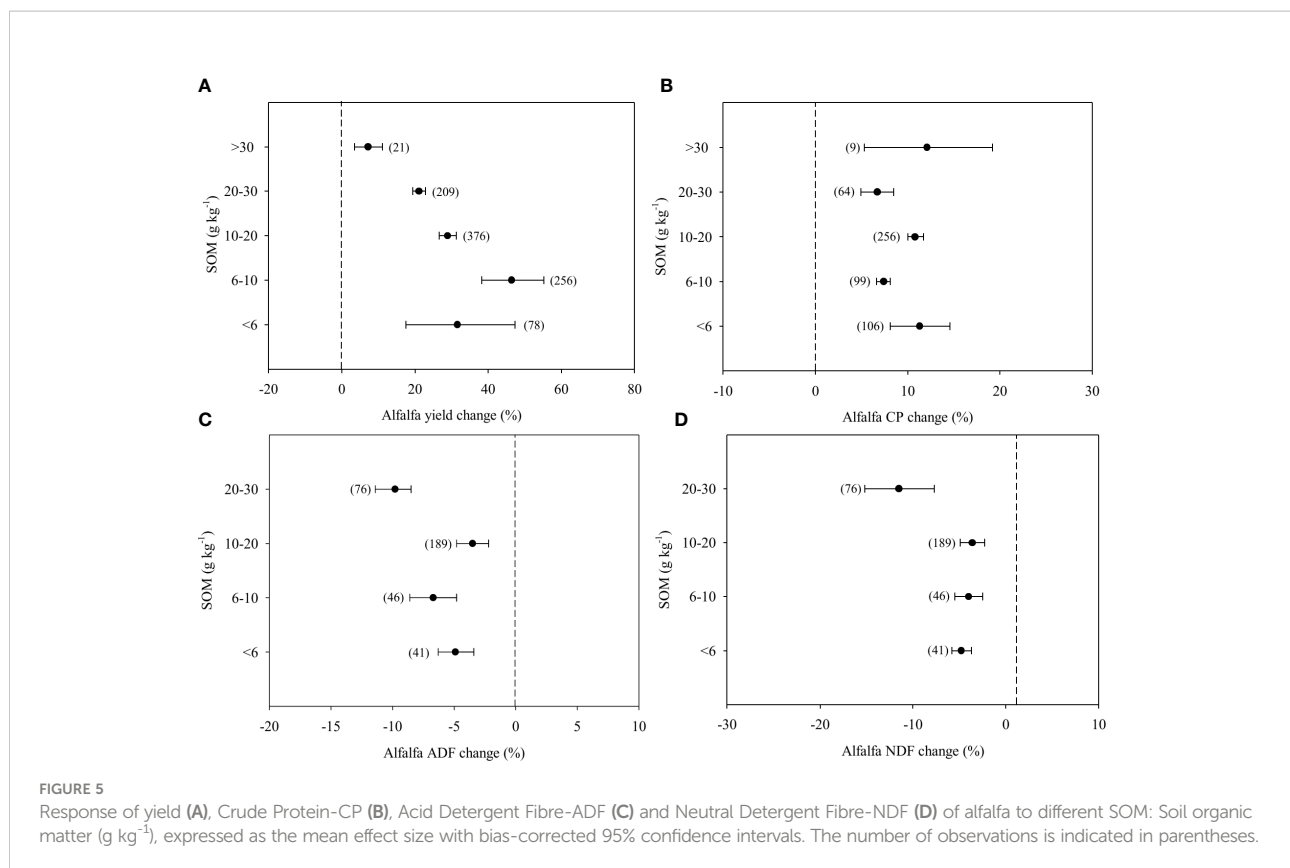 A
>30
20-30
10-20
6-10
<6
SOM (g kg⁻¹)
(21)
(209)
(376)
(256)
(78)
-20 0 20 40 60 80
Alfalfa yield change (%)
B
>30
20-30
10-20
6-10
<6
SOM (g kg⁻¹)
(9)
(64)
(256)
(99)
(106)
-10 0 10 20 30
Alfalfa CP change (%)
C
20-30
10-20
6-10
<6
SOM (g kg⁻¹)
(76)
(189)
(46)
(41)
-20 -15 -10 -5 0 5 10
Alfalfa ADF change (%)
D
20-30
10-20
6-10
<6
SOM (g kg⁻¹)
(76)
(189)
(46)
(41)
-30 -20 -10 0 10
Alfalfa NDF change (%)
FIGURE 5
Response of yield (A), Crude Protein-CP (B), Acid Detergent Fibre-ADF (C) and Neutral Detergent Fibre-NDF (D) of alfalfa to different SOM: Soil organic
matter (g kg⁻¹), expressed as the mean effect size with bias-corrected 95% confidence intervals. The number of observations is indicated in parentheses.